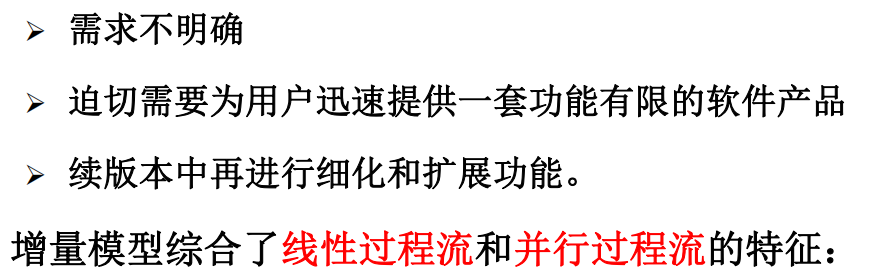 ➢ 需求不明确
➢ 迫切需要为用户迅速提供一套功能有限的软件产品
➢ 续版本中再进行细化和扩展功能。
增量模型综合了线性过程流和并行过程流的特征：